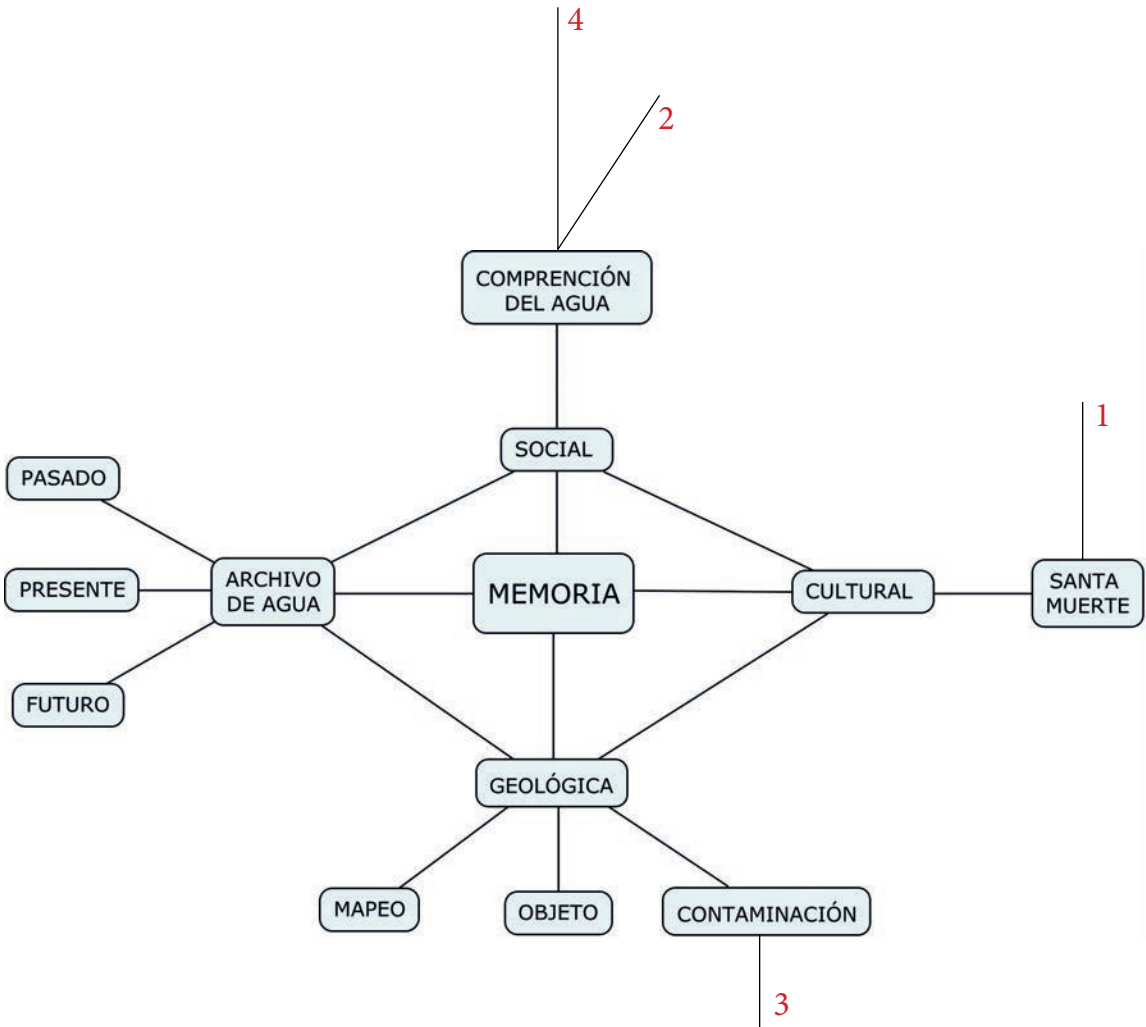 4
2
COMPRENCIÓN
DEL AGUA
1
SOCIAL
PASADO
PRESENTE
ARCHIVO
DE AGUA
MEMORIA
CULTURAL
SANTA
MUERTE
FUTURO
GEOLÓGICA
MAPEO
OBJETO
CONTAMINACIÓN
3